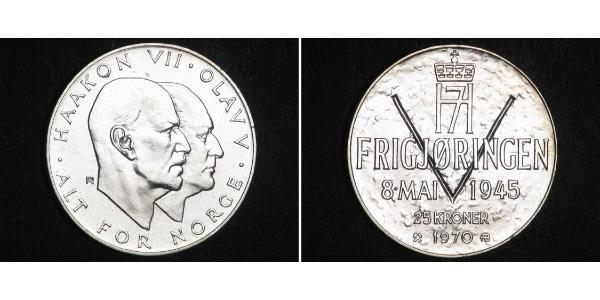 HAAKON VII · OLAV V · ALT FOR NORGE ·
H7
FRIGJØRINGEN
8·MAI 1945
25 KRONER
1970